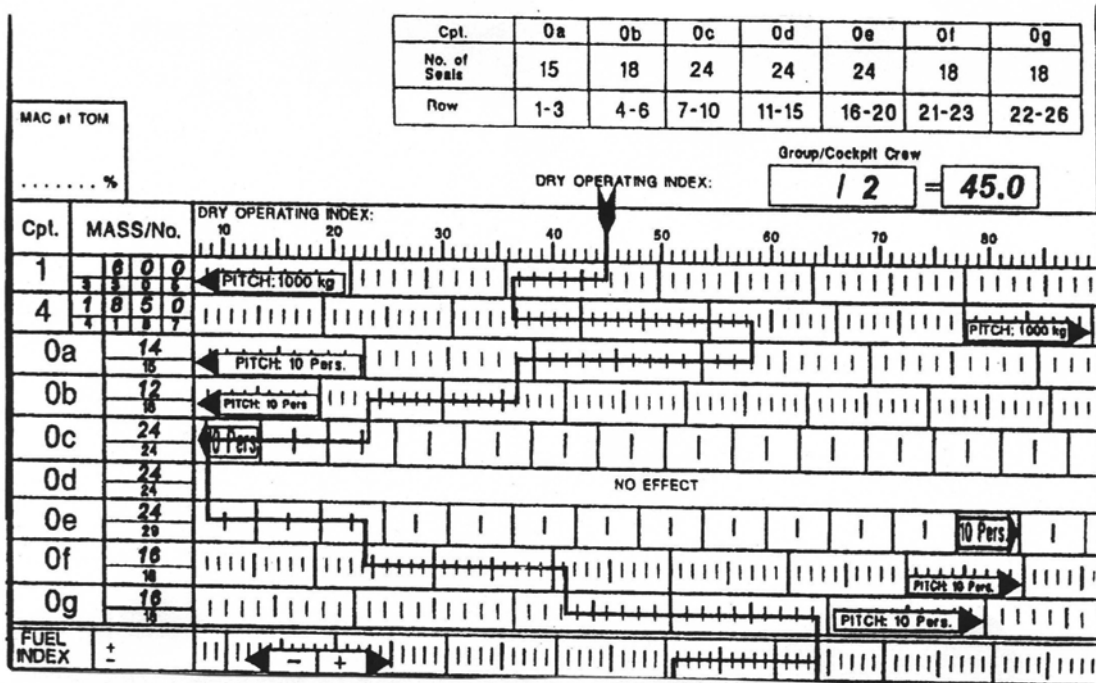 Cpt. 0a 0b 0c 0d 0e 0f 0g
No. of Seats 15 18 24 24 24 18 18
Row 1-3 4-6 7-10 11-15 16-20 21-23 22-26
MAC at TOM
....... %
Group/Cockpit Crew
DRY OPERATING INDEX: / 2 = 45.0
Cpt. MASS/No. DRY OPERATING INDEX:
10 20 30 40 50 60 70 80
1 600 PITCH: 1000 kg
4 1850 PITCH: 1000 kg
0a 14 PITCH: 10 Pers.
15
0b 12 PITCH: 10 Pers
18
0c 24 0 Pers
24
0d 24 NO EFFECT
24
0e 24 10 Pers.
29
0f 16 PITCH: 10 Pers.
18
0g 16 PITCH: 10 Pers.
18
FUEL INDEX + - - +